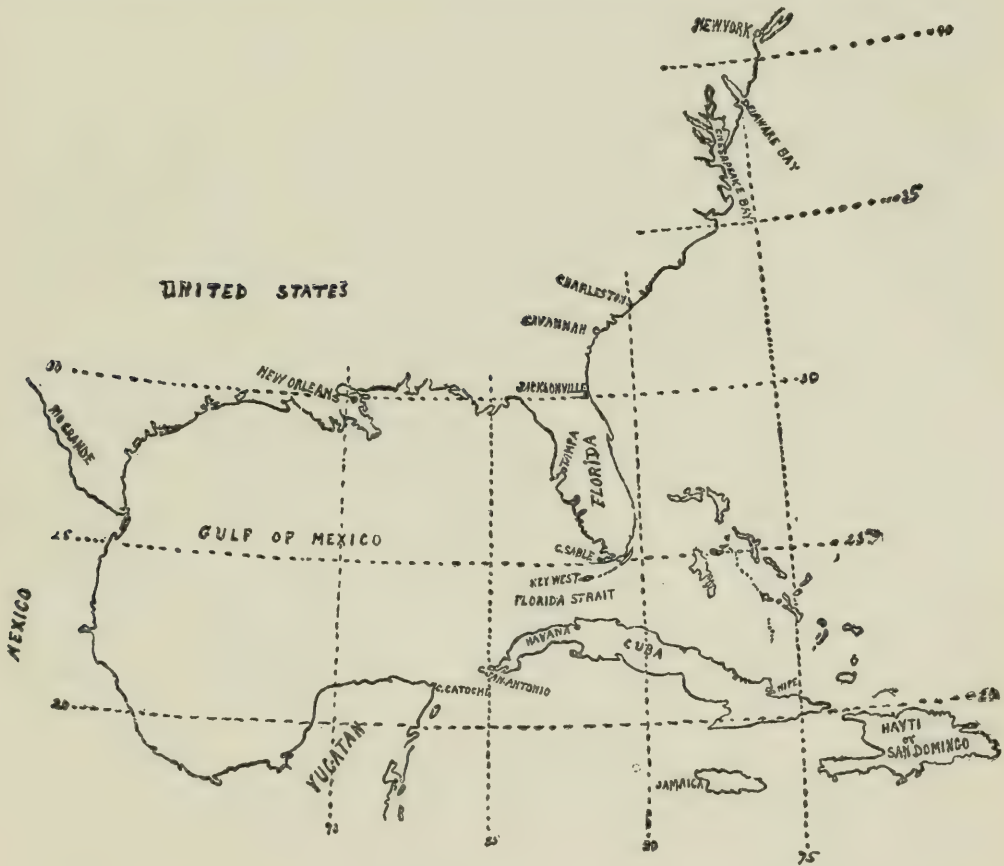 NEW YORK
40
DELAWARE BAY
CHESAPEAKE BAY
35
UNITED STATES
CHARLESTON
SAVANNAH
30
NEW ORLEANS
JACKSONVILLE
30
RIO GRANDE
TAMPA
FLORIDA
25
GULF OF MEXICO
C. SABLE
KEY WEST
FLORIDA STRAIT
MEXICO
HAVANA
CUBA
C. CATOCHE
SAN ANTONIO
NIPE
20
20
YUCATAN
HAYTI
or
SAN DOMINGO
JAMAICA
90
85
80
75